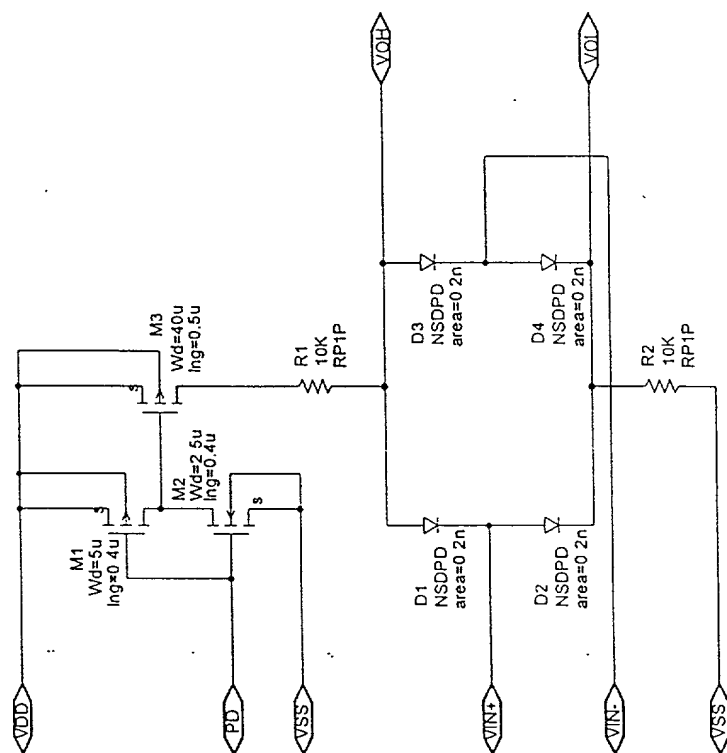 VDD
PD
VSS
VIN+
VIN-
VSS
M1
Wd=5u
lng=0.4u
s
M2
Wd=2 5u
lng=0.4u
s
M3
Wd=40u
lng=0.5u
s
R1
10K
RP1P
D1
NSDPD
area=0 2n
D2
NSDPD
area=0 2n
D3
NSDPD
area=0 2n
D4
NSDPD
area=0 2n
R2
10K
RP1P
VOH
VOL